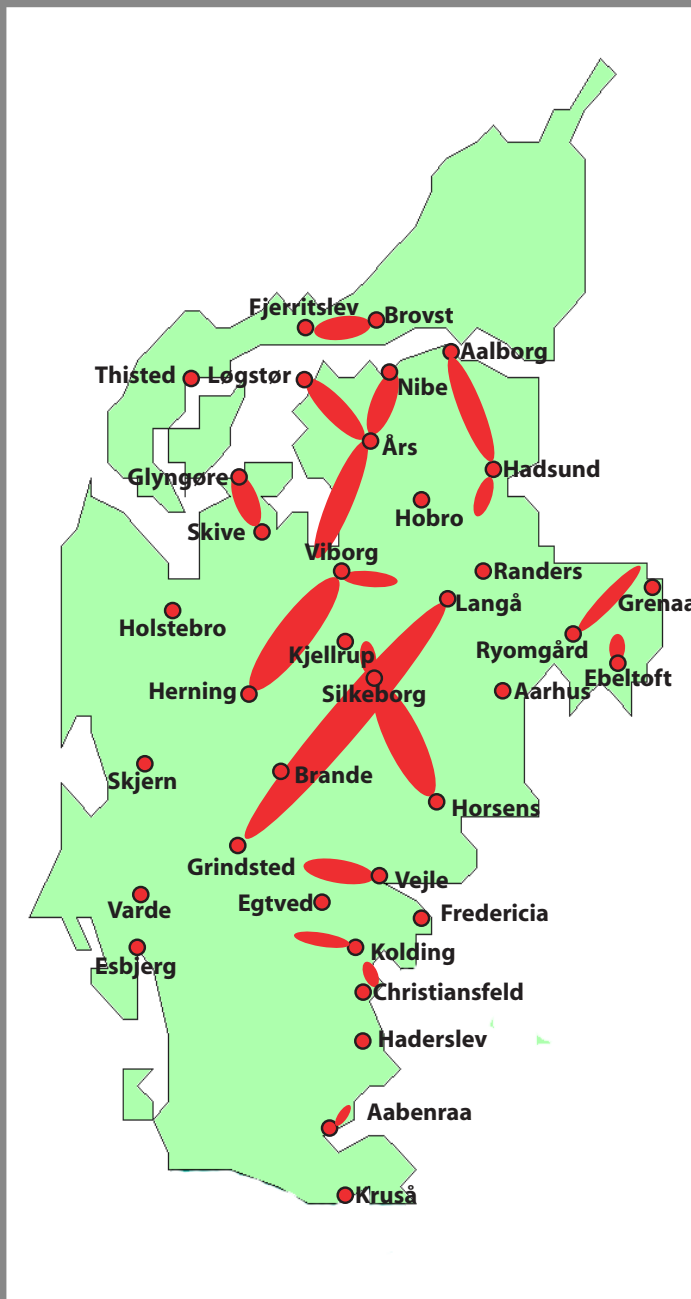 Fjerritslev
Brovst
Aalborg
Thisted
Løgstør
Nibe
Års
Glyngøre
Hadsund
Hobro
Skive
Viborg
Randers
Langå
Grenaa
Holstebro
Kjellrup
Ryomgård
Ebeltoft
Herning
Silkeborg
Aarhus
Skjern
Brande
Horsens
Grindsted
Vejle
Varde
Egtved
Fredericia
Esbjerg
Kolding
Christiansfeld
Haderslev
Aabenraa
Kruså